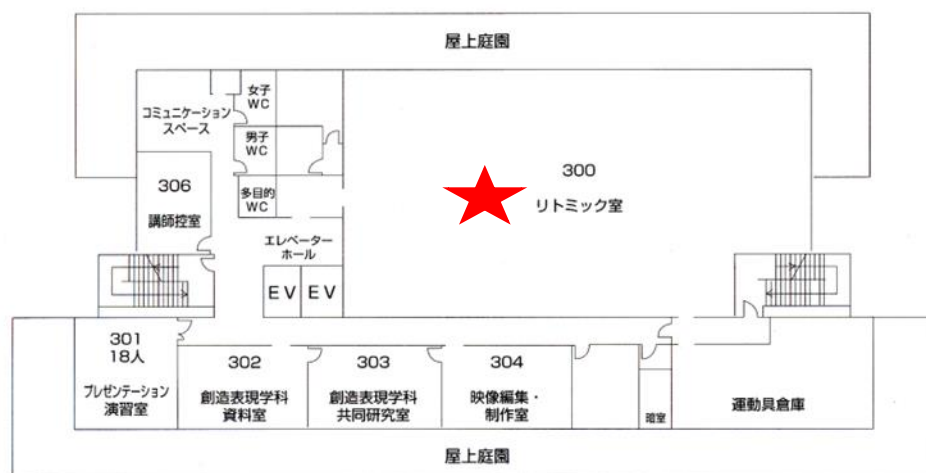 屋上庭園
女子
WC
コミュニケーション
スペース
男子
WC
306
講師控室
多目的
WC
300
リトミック室
エレベーター
ホール
EV
EV
301
18人
プレゼンテーション
演習室
302
創造表現学科
資料室
303
創造表現学科
共同研究室
304
映像編集・
制作室
暗室
運動具倉庫
屋上庭園